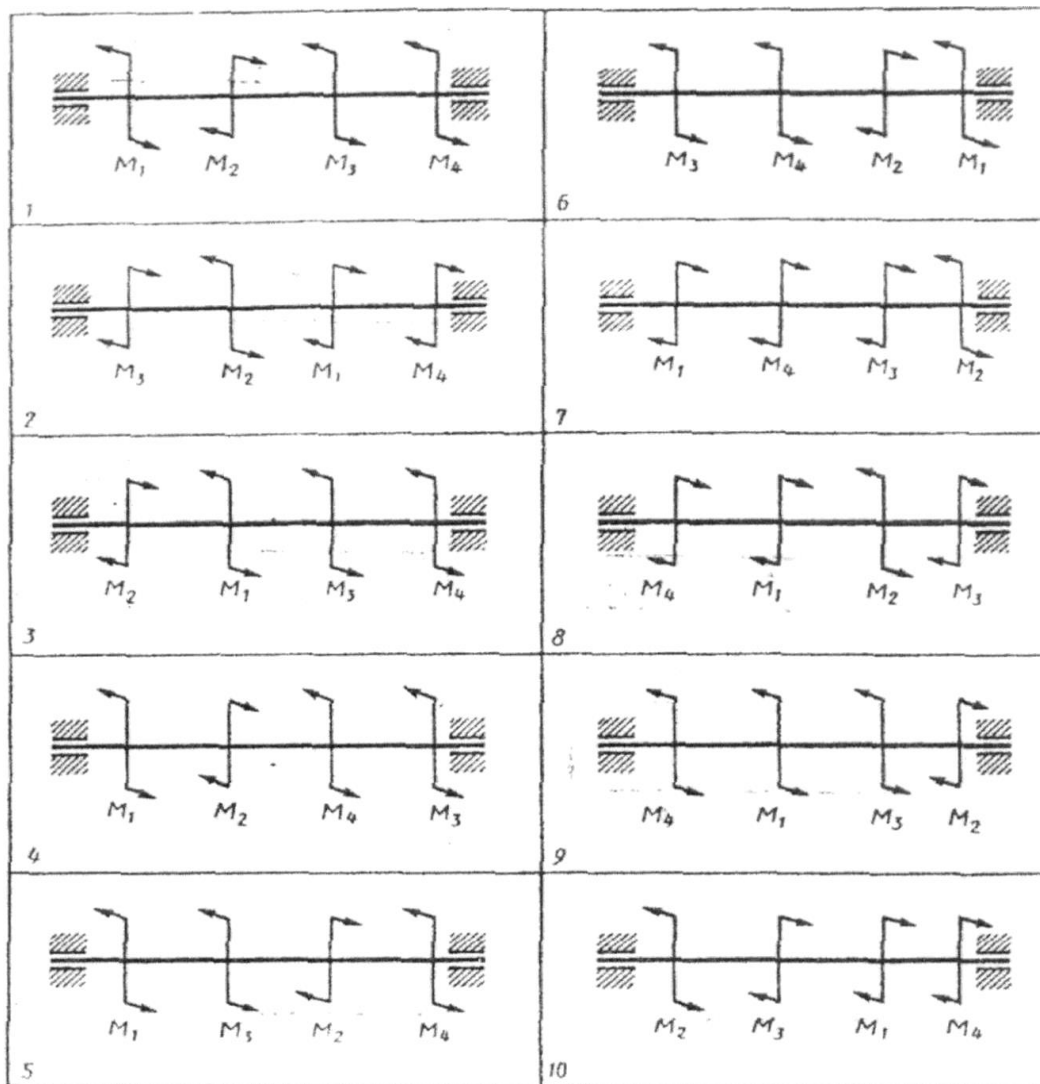 M1 M2 M3 M4
1
M3 M4 M2 M1
6
M3 M2 M1 M4
2
M1 M4 M3 M2
7
M2 M1 M3 M4
3
M4 M1 M2 M3
8
M1 M2 M4 M3
4
M4 M1 M3 M2
9
M1 M3 M2 M4
5
M2 M3 M1 M4
10